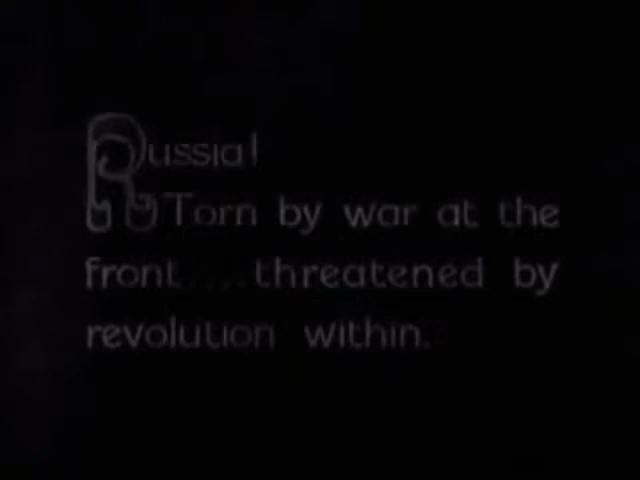 Russia!
Torn by war at the
front....threatened by
revolution within.